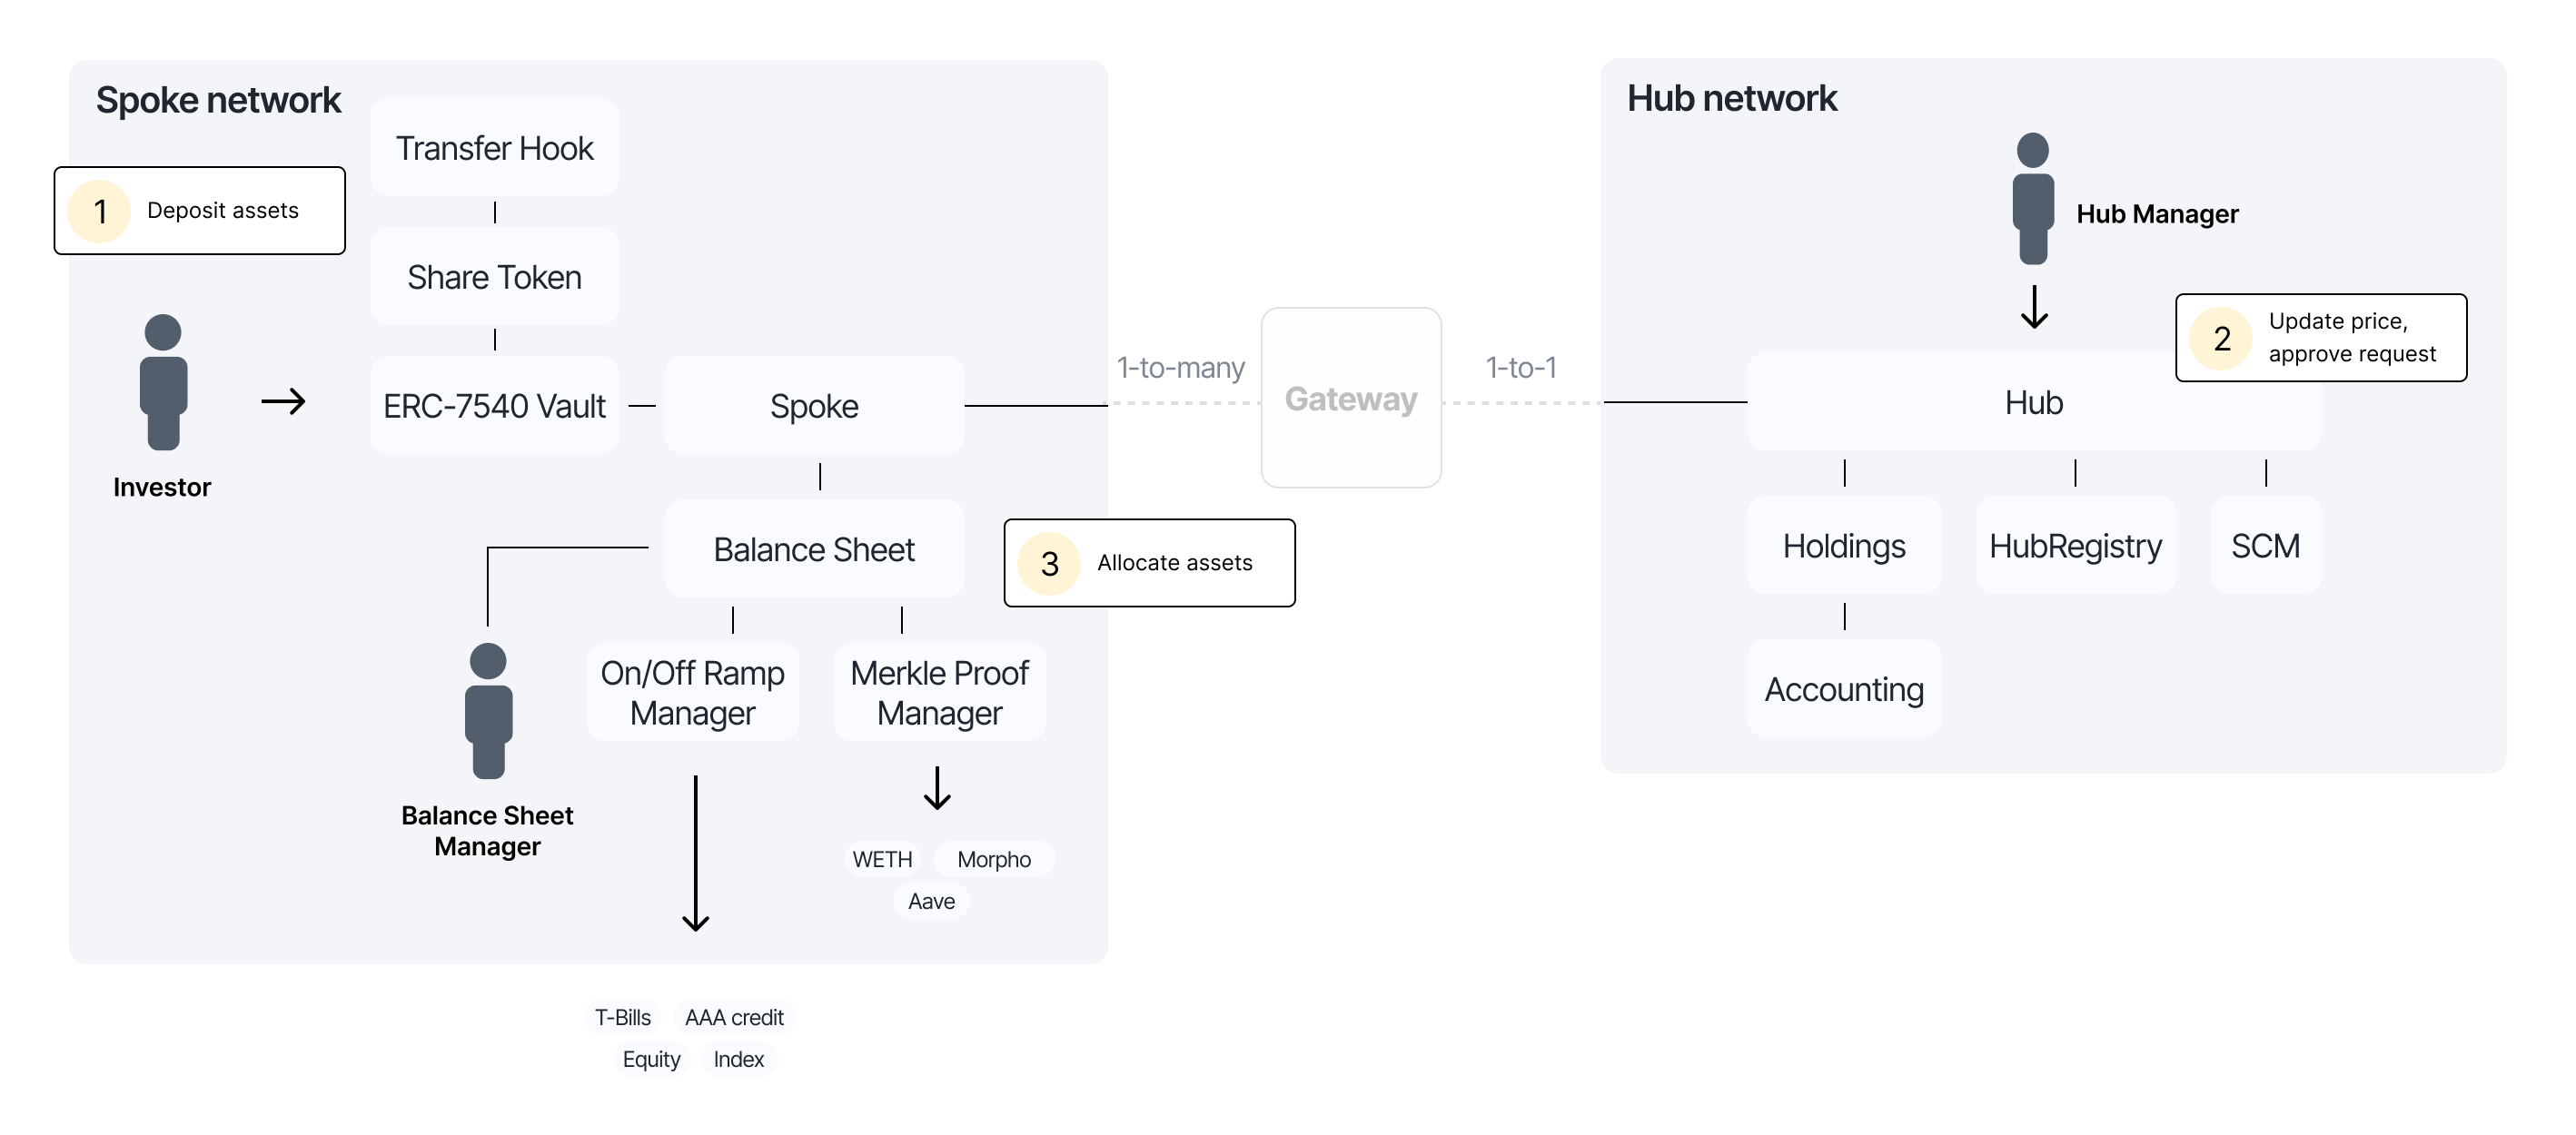 Spoke network
Transfer Hook
1
Deposit assets
Share Token
Investor
ERC-7540 Vault
Spoke
Balance Sheet
3
Allocate assets
Balance Sheet
Manager
On/Off Ramp
Manager
Merkle Proof
Manager
WETH
Morpho
Aave
T-Bills
AAA credit
Equity
Index
1-to-many
Gateway
1-to-1
Hub network
Hub Manager
2
Update price,
approve request
Hub
Holdings
HubRegistry
SCM
Accounting